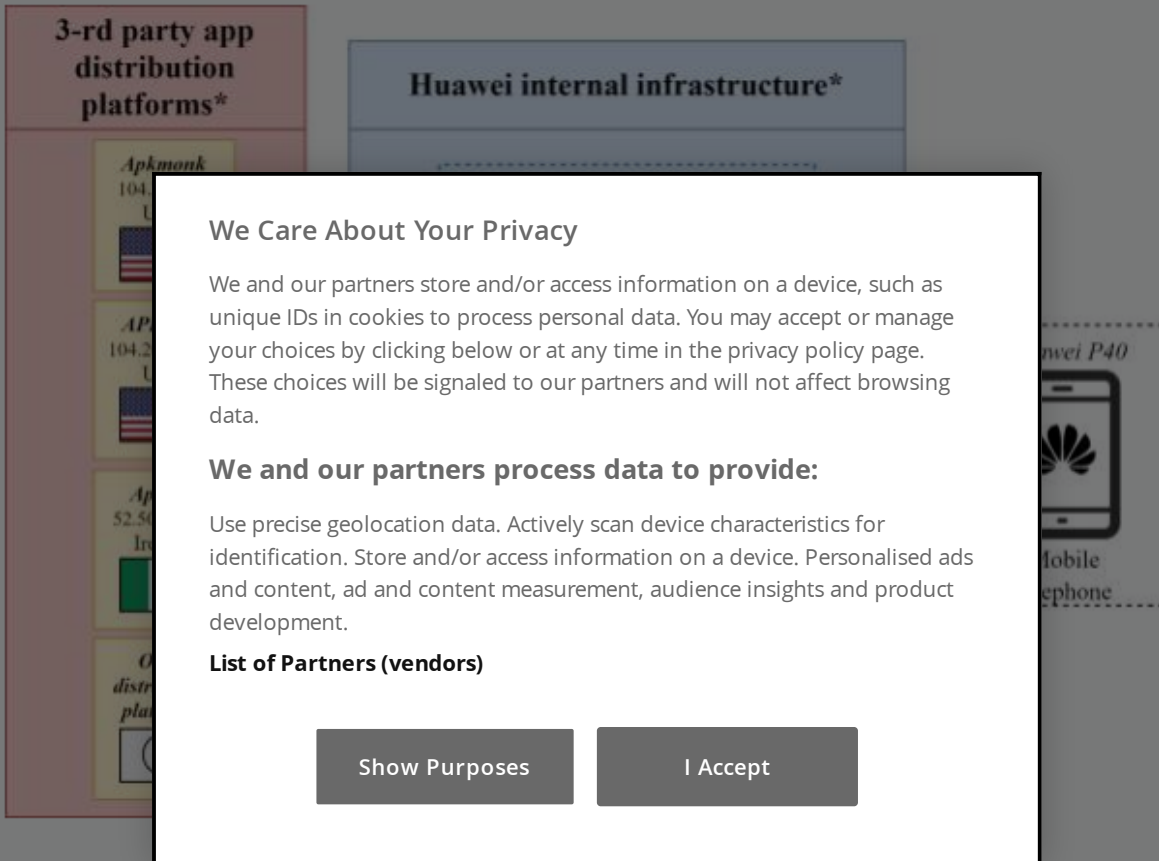 3-rd party app
distribution
platforms*
Huawei internal infrastructure*
Apkmonk
104.
We Care About Your Privacy
We and our partners store and/or access information on a device, such as
unique IDs in cookies to process personal data. You may accept or manage
your choices by clicking below or at any time in the privacy policy page.
These choices will be signaled to our partners and will not affect browsing
data.
We and our partners process data to provide:
Use precise geolocation data. Actively scan device characteristics for
identification. Store and/or access information on a device. Personalised ads
and content, ad and content measurement, audience insights and product
development.
List of Partners (vendors)
Show Purposes
I Accept
104.2
P40